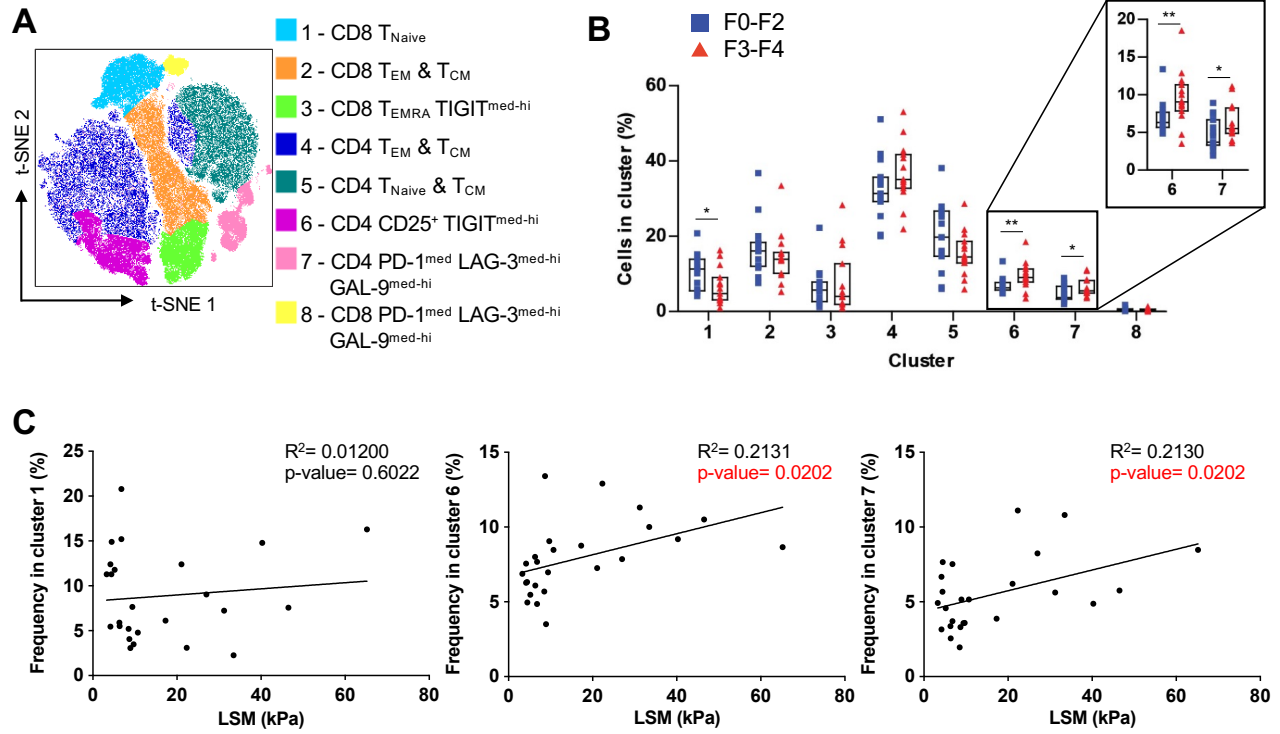 A
t-SNE 2
t-SNE 1
1 - CD8 TNaive
2 - CD8 TEM & TCM
3 - CD8 TEMRA TIGITmed-hi
4 - CD4 TEM & TCM
5 - CD4 TNaive & TCM
6 - CD4 CD25+ TIGITmed-hi
7 - CD4 PD-1med LAG-3med-hi
GAL-9med-hi
8 - CD8 PD-1med LAG-3med-hi
GAL-9med-hi
B
F0-F2
F3-F4
Cells in cluster (%)
60
40
20
0
*
**
*
1 2 3 4 5 6 7 8
Cluster
20
15
10
5
0
**
*
6 7
C
Frequency in cluster 1 (%)
25
20
15
10
5
0
R2= 0.01200
p-value= 0.6022
0 20 40 60 80
LSM (kPa)
Frequency in cluster 6 (%)
15
10
5
0
R2= 0.2131
p-value= 0.0202
0 20 40 60 80
LSM (kPa)
Frequency in cluster 7 (%)
15
10
5
0
R2= 0.2130
p-value= 0.0202
0 20 40 60 80
LSM (kPa)